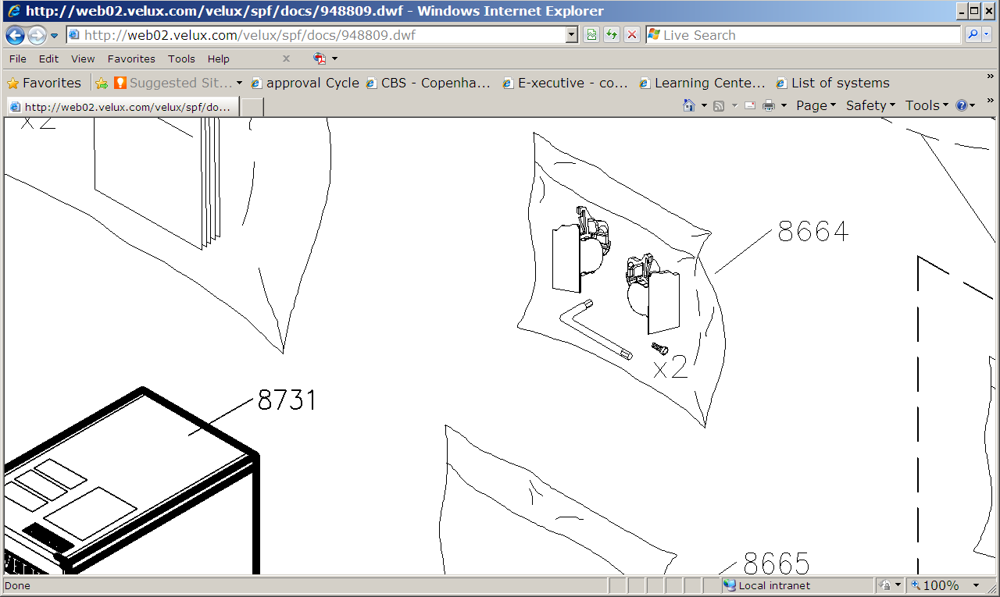 http://web02.velux.com/velux/spf/docs/948809.dwf - Windows Internet Explorer
http://web02.velux.com/velux/spf/docs/948809.dwf
Live Search
File Edit View Favorites Tools Help x
Favorites Suggested Sit... approval Cycle CBS - Copenha... E-xecutive - co... Learning Cente... List of systems »
http://web02.velux.com/velux/spf/do... Page Safety Tools »
x2
8664
x2
8731
8665
Done Local intranet 100%